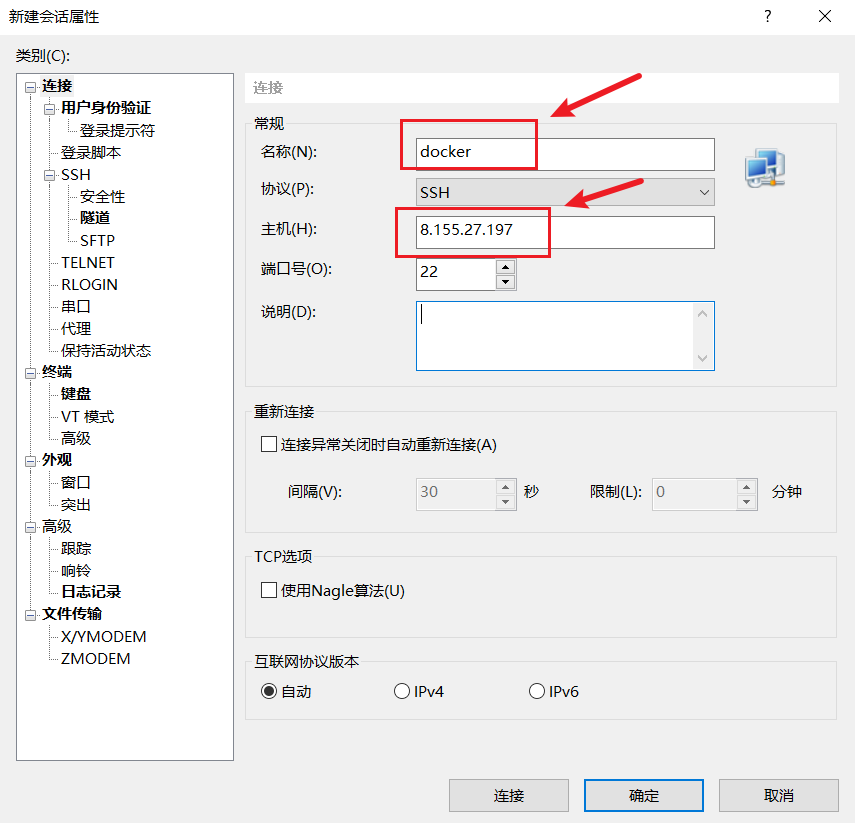 新建会话属性
?
类别(C):
连接
用户身份验证
登录提示符
登录脚本
SSH
安全性
隧道
SFTP
TELNET
RLOGIN
串口
代理
保持活动状态
终端
键盘
VT 模式
高级
外观
窗口
突出
高级
跟踪
响铃
日志记录
文件传输
X/YMODEM
ZMODEM
连接
常规
名称(N): docker
协议(P): SSH
主机(H): 8.155.27.197
端口号(O): 22
说明(D):
重新连接
连接异常关闭时自动重新连接(A)
间隔(V): 30 秒 限制(L): 0 分钟
TCP选项
使用Nagle算法(U)
互联网协议版本
自动 IPv4 IPv6
连接 确定 取消